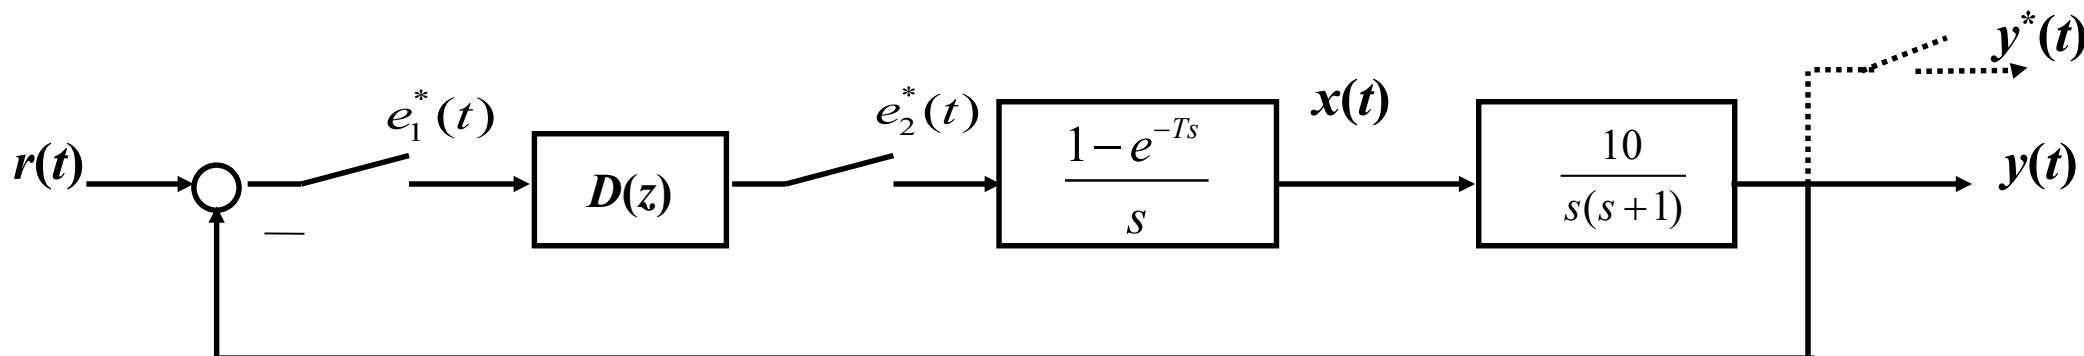 r(t)
—
e₁*(t)
D(z)
e₂*(t)
1−e^{−Ts}
s
x(t)
10
s(s+1)
y*(t)
y(t)